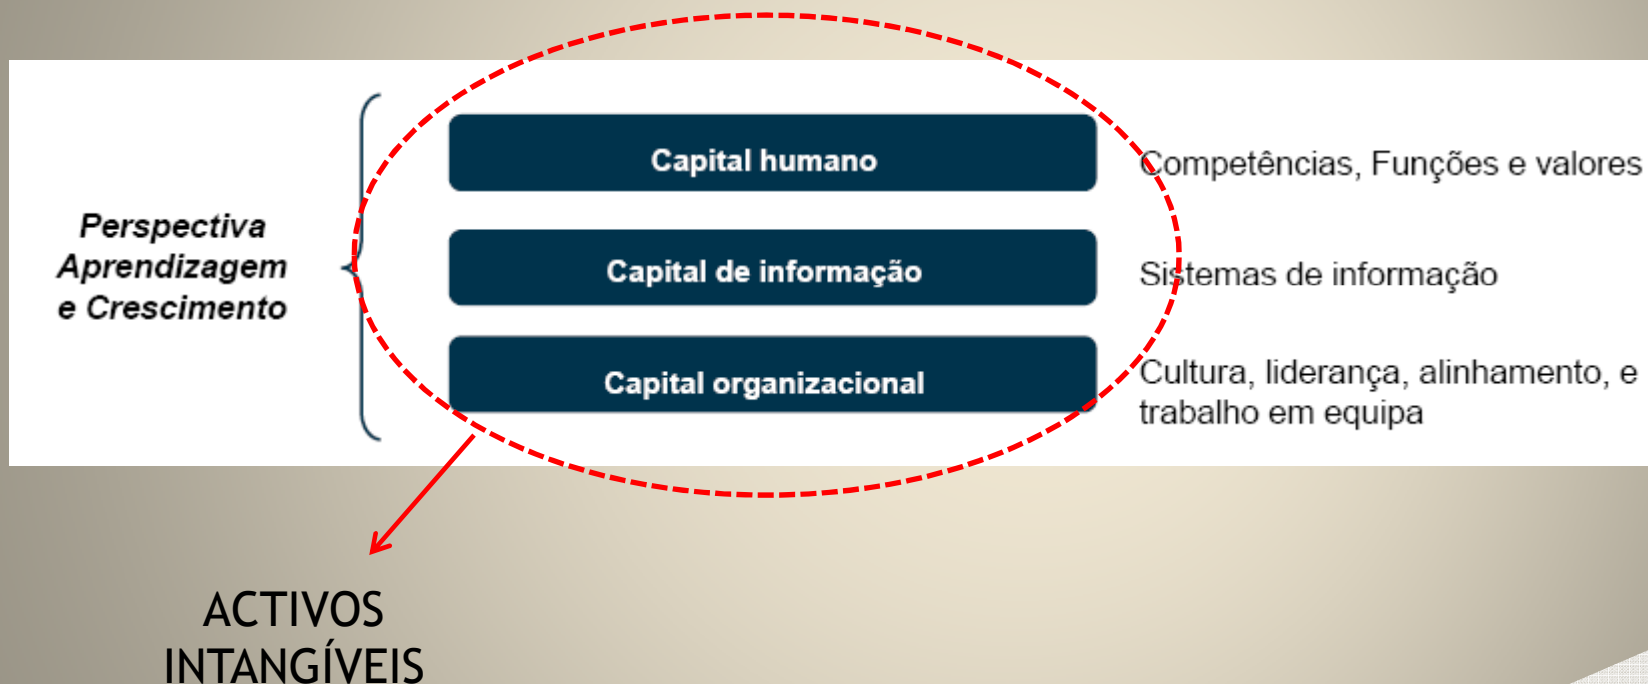 Capital humano
Competências, Funções e valores
Perspectiva
Aprendizagem
e Crescimento
Capital de informação
Sistemas de informação
Capital organizacional
Cultura, liderança, alinhamento, e
trabalho em equipa
ACTIVOS
INTANGÍVEIS